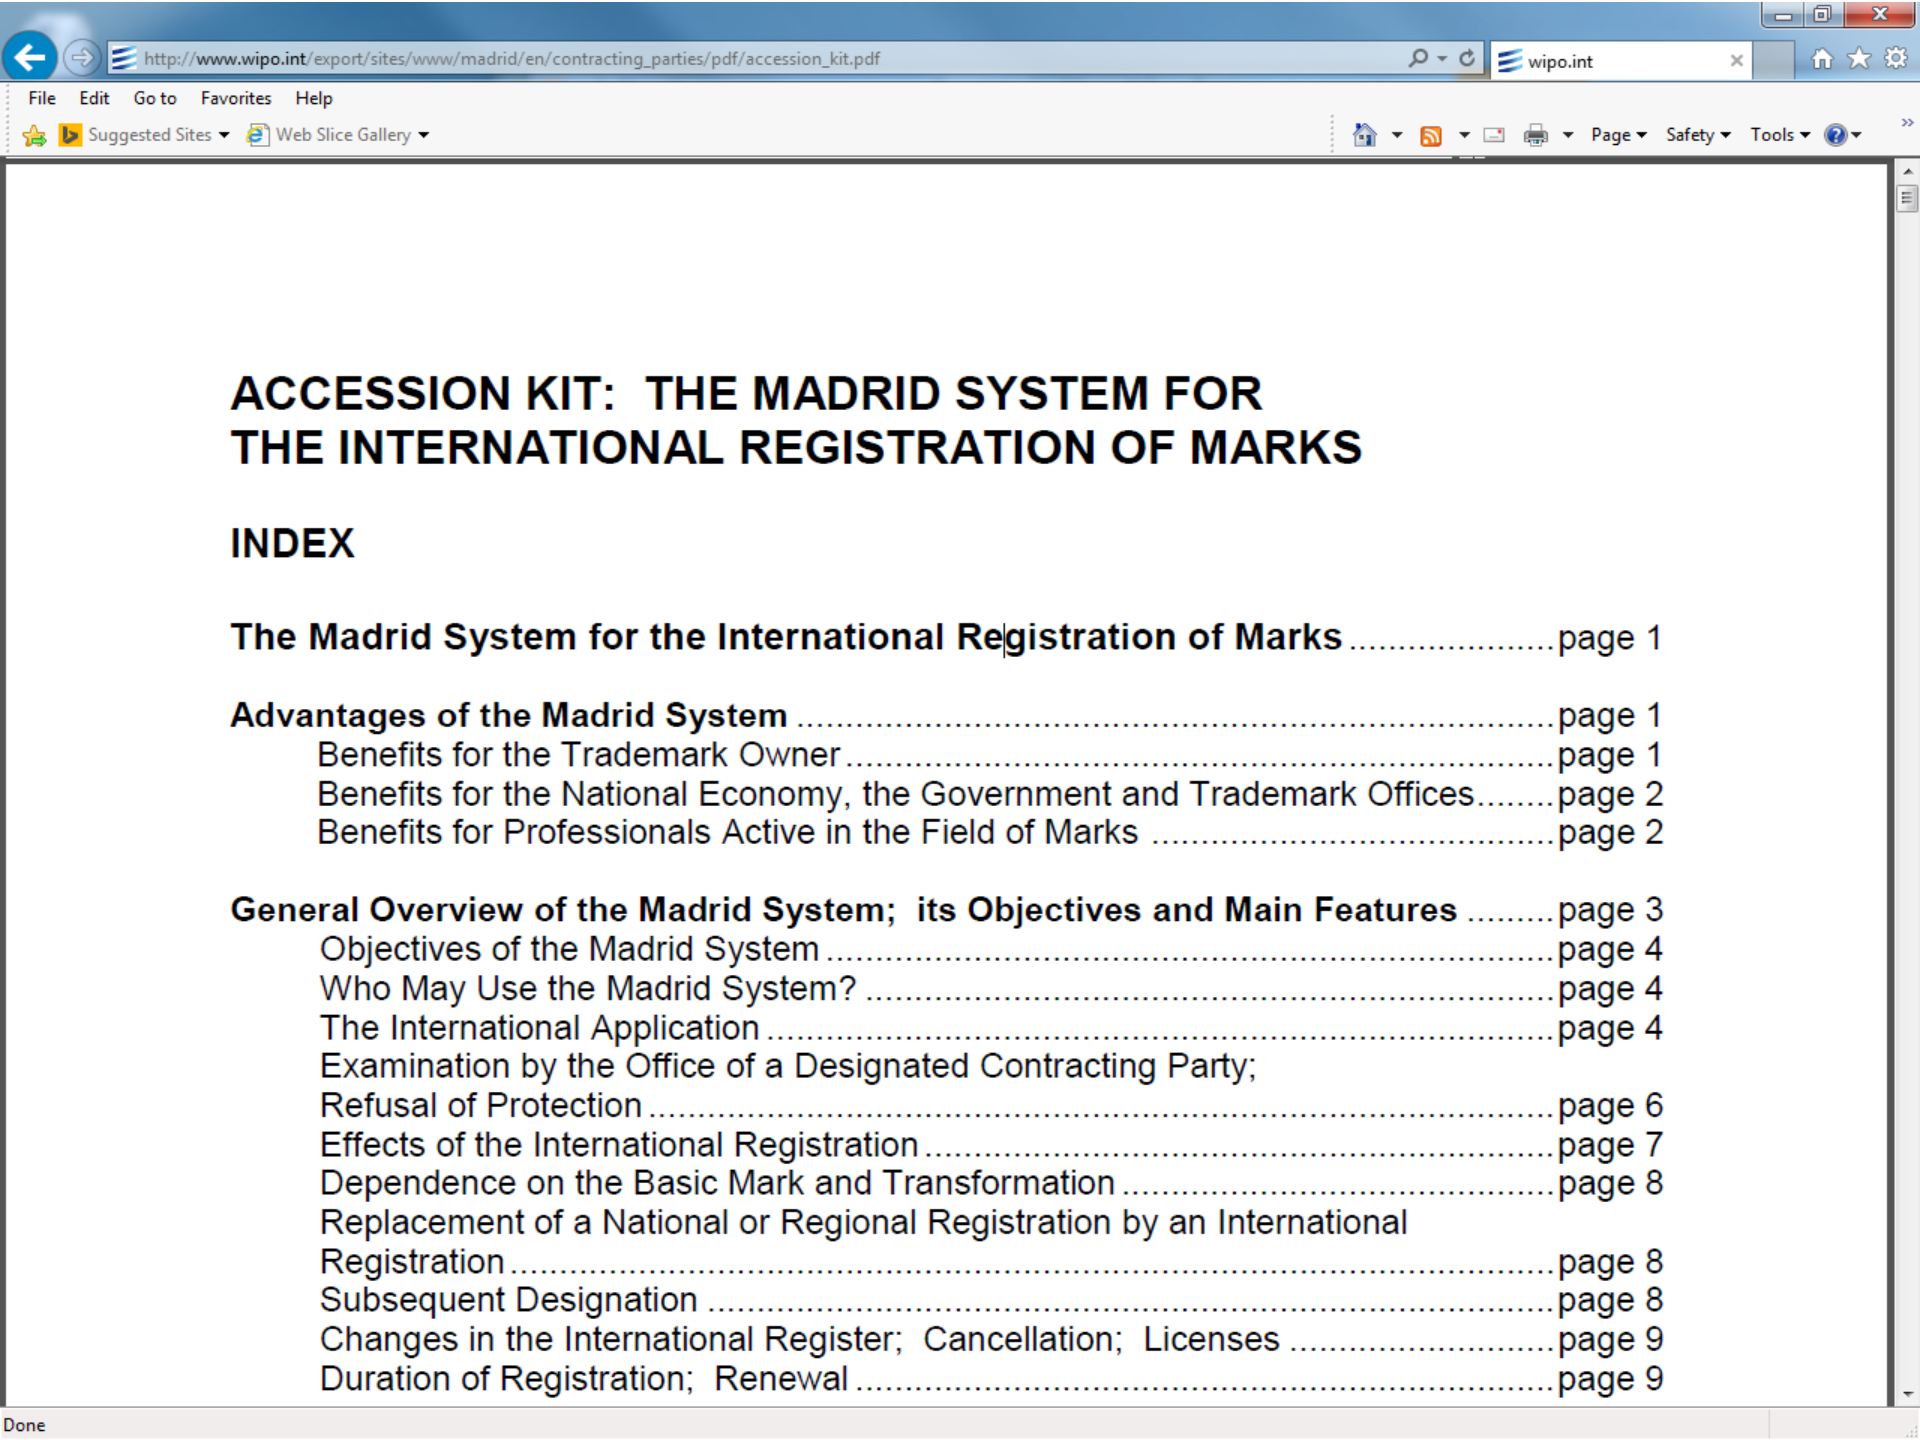 http://www.wipo.int/export/sites/www/madrid/en/contracting_parties/pdf/accession_kit.pdf
wipo.int
File Edit Go to Favorites Help
Suggested Sites Web Slice Gallery Page Safety Tools
ACCESSION KIT: THE MADRID SYSTEM FOR
THE INTERNATIONAL REGISTRATION OF MARKS
INDEX
The Madrid System for the International Registration of Marks ..................... page 1
Advantages of the Madrid System .............................................................................. page 1
Benefits for the Trademark Owner ......................................................................... page 1
Benefits for the National Economy, the Government and Trademark Offices ........ page 2
Benefits for Professionals Active in the Field of Marks ......................................... page 2
General Overview of the Madrid System; its Objectives and Main Features ......... page 3
Objectives of the Madrid System ........................................................................... page 4
Who May Use the Madrid System? ....................................................................... page 4
The International Application ................................................................................. page 4
Examination by the Office of a Designated Contracting Party;
Refusal of Protection ............................................................................................. page 6
Effects of the International Registration ................................................................. page 7
Dependence on the Basic Mark and Transformation ............................................ page 8
Replacement of a National or Regional Registration by an International
Registration ........................................................................................................... page 8
Subsequent Designation ....................................................................................... page 8
Changes in the International Register; Cancellation; Licenses ........................... page 9
Duration of Registration; Renewal ........................................................................ page 9
Done